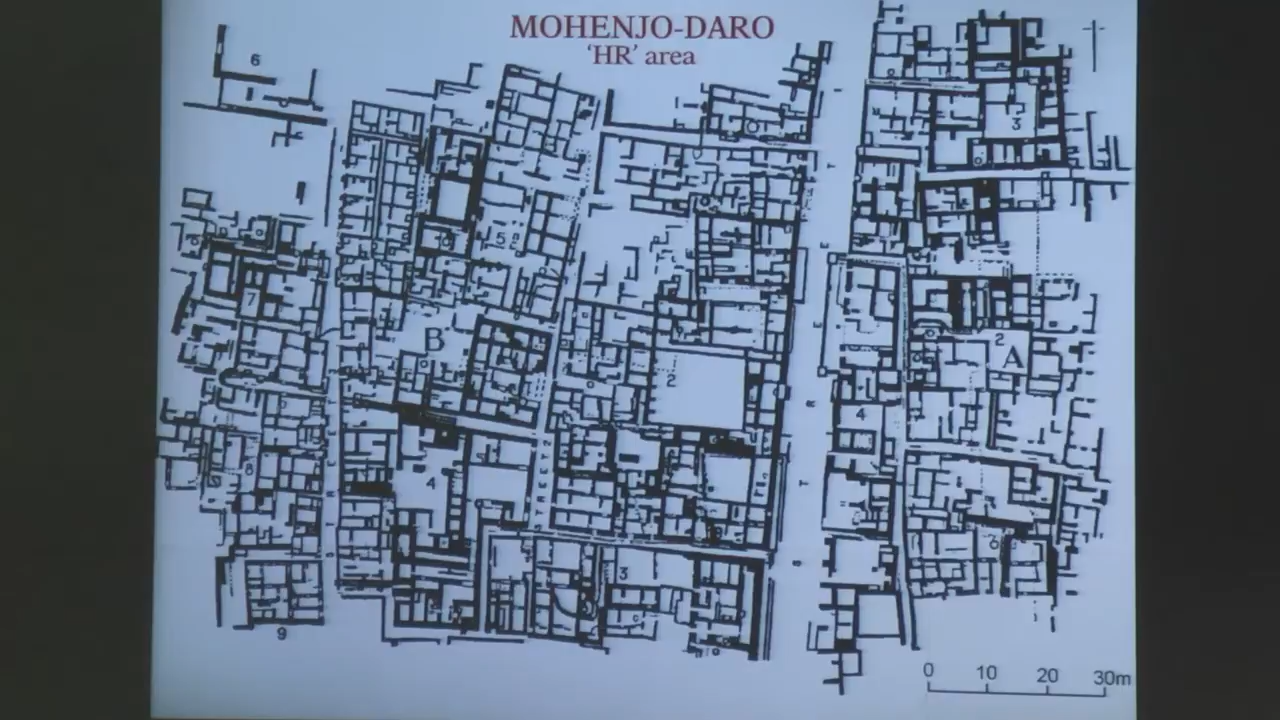 MOHENJO-DARO
‘HR’ area
6
3
5
7
B
2
2
A
4
8
4
6
3
9
S T R E E T
0 10 20 30m